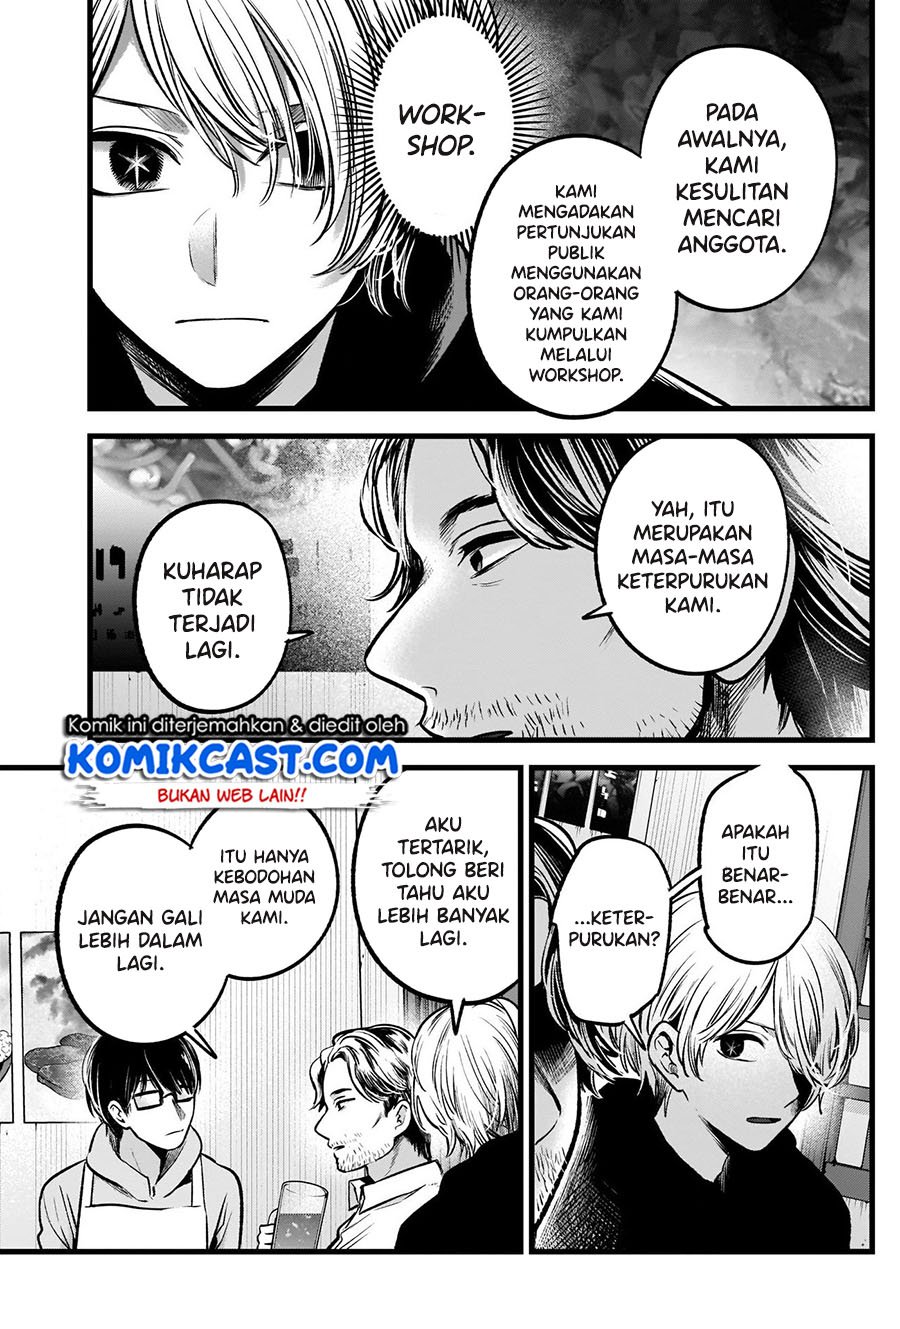 PADA
AWALNYA,
KAMI
KESULITAN
MENCARI
ANGGOTA.
KAMI
MENGADAKAN
PERTUNJUKAN
PUBLIK
MENGGUNAKAN
ORANG-ORANG
YANG KAMI
KUMPULKAN
MELALUI
WORKSHOP.
WORK-
SHOP.
YAH, ITU
MERUPAKAN
MASA-MASA
KETERPURUKAN
KAMI.
KUHARAP
TIDAK
TERJADI
LAGI.
19
Komik ini diterjemahkan & diedit oleh
KOMIKCAST.COM
BUKAN WEB LAIN!!
APAKAH
ITU
BENAR-
BENAR...
...KETER-
PURUKAN?
AKU
TERTARIK,
TOLONG BERI
TAHU AKU
LEBIH BANYAK
LAGI.
ITU HANYA
KEBODOHAN
MASA MUDA
KAMI.
JANGAN GALI
LEBIH DALAM
LAGI.